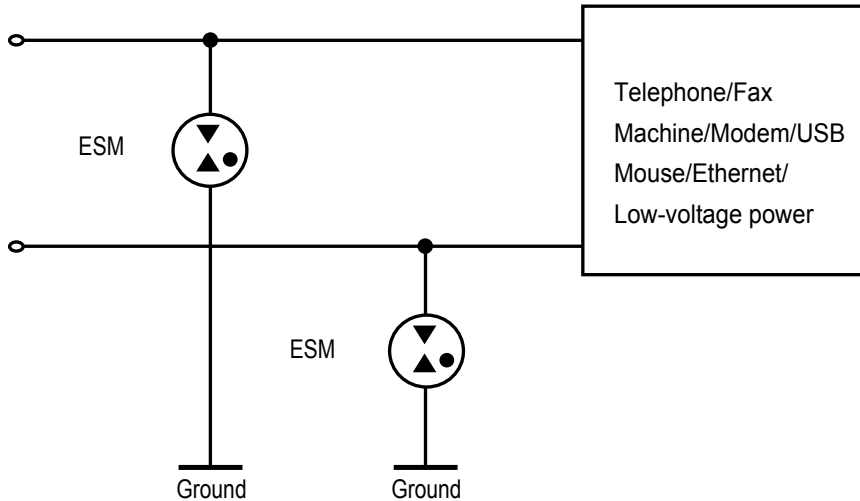 ESM
Telephone/Fax
Machine/Modem/USB
Mouse/Ethernet/
Low-voltage power
ESM
Ground
Ground